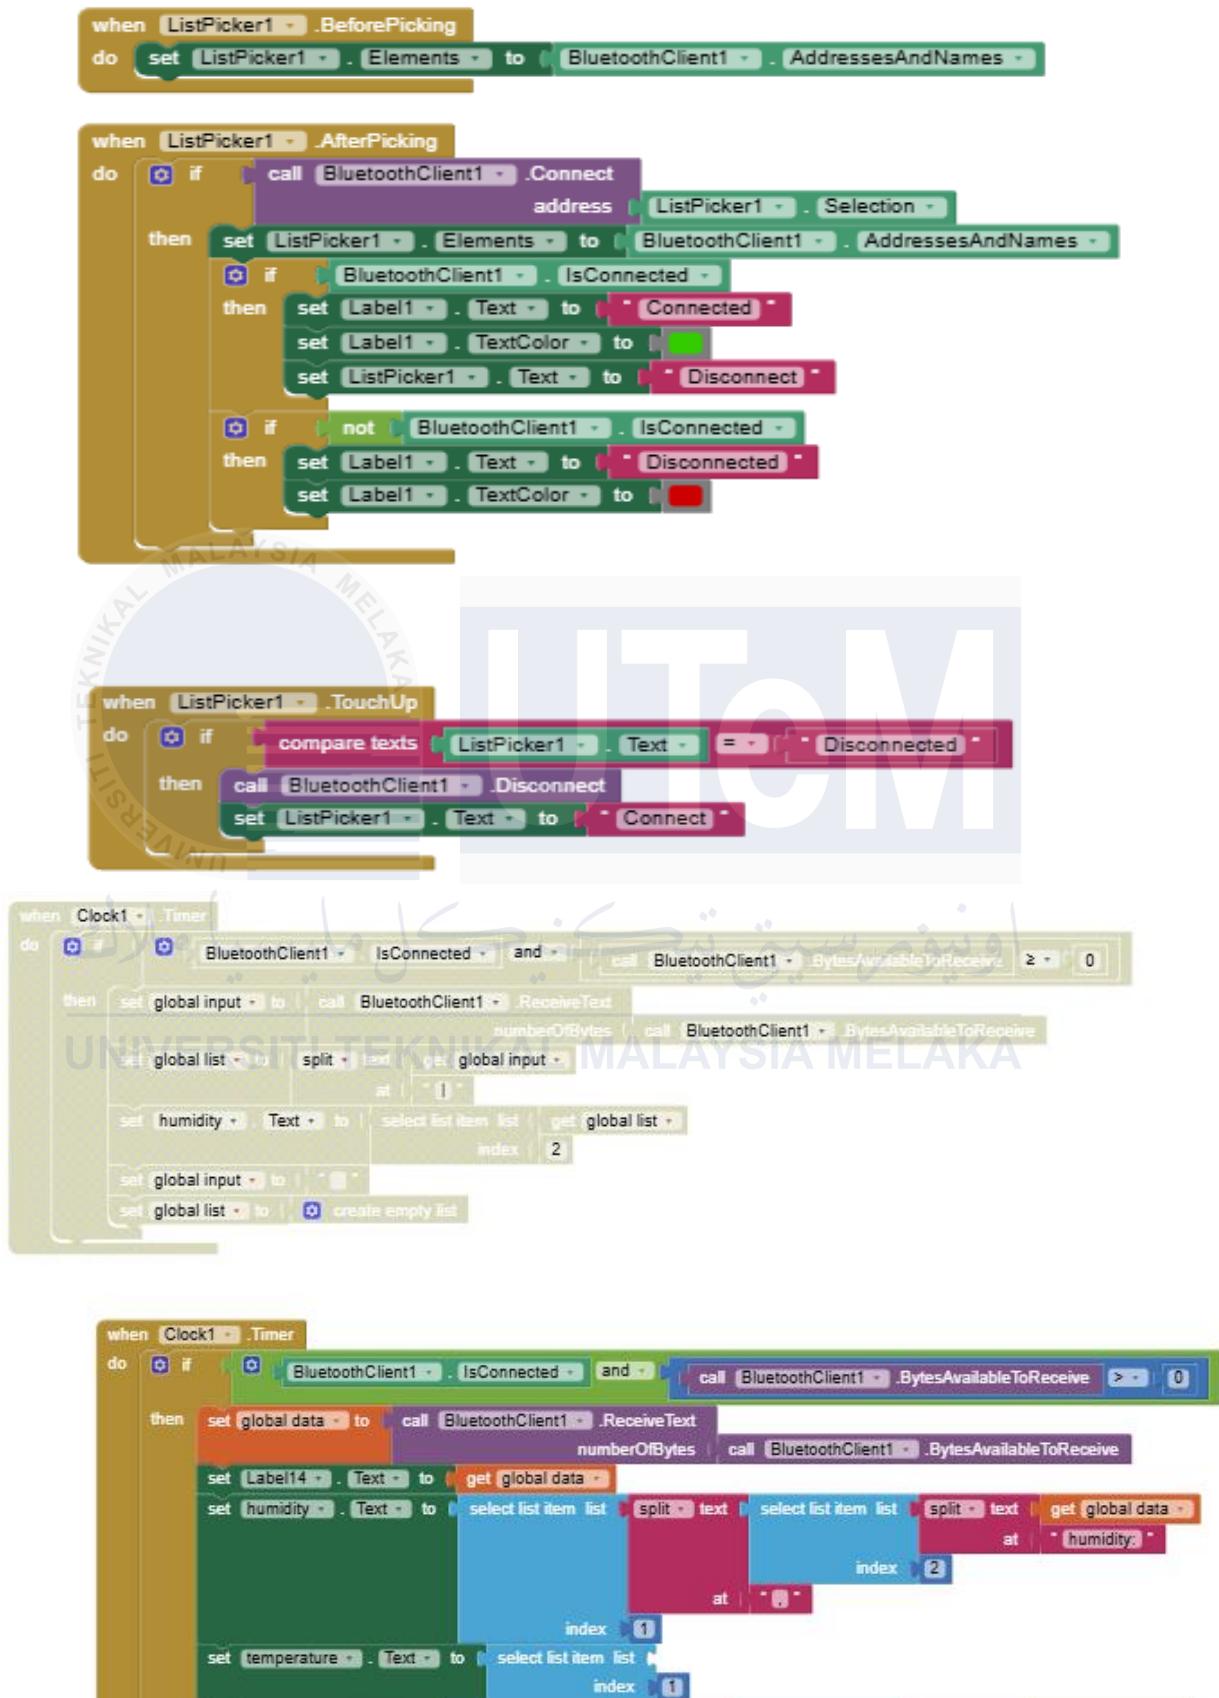 when ListPicker1 .BeforePicking
do set ListPicker1 . Elements to BluetoothClient1 . AddressesAndNames
when ListPicker1 .AfterPicking
do if call BluetoothClient1 .Connect
address ListPicker1 . Selection
then set ListPicker1 . Elements to BluetoothClient1 . AddressesAndNames
if BluetoothClient1 . IsConnected
then set Label1 . Text to " Connected "
set Label1 . TextColor to
set ListPicker1 . Text to " Disconnect "
if not BluetoothClient1 . IsConnected
then set Label1 . Text to " Disconnected "
set Label1 . TextColor to
when ListPicker1 .TouchUp
do if compare texts ListPicker1 . Text = " Disconnected "
then call BluetoothClient1 .Disconnect
set ListPicker1 . Text to " Connect "
UNIVERSITI TEKNIKAL MALAYSIA MELAKA
UTeM
اونيۏرسيتي تيكنيكل مليسيا ملاك
UNIVERSITI TEKNIKAL MALAYSIA MELAKA
when Clock1 .Timer
do if BluetoothClient1 . IsConnected and call BluetoothClient1 .BytesAvailableToReceive ≥ 0
then set global input to call BluetoothClient1 .ReceiveText
numberOfBytes call BluetoothClient1 .BytesAvailableToReceive
set global list to split text get global input
at " | "
set humidity . Text to select list item list get global list
index 2
set global input to " "
set global list to create empty list
when Clock1 .Timer
do if BluetoothClient1 . IsConnected and call BluetoothClient1 .BytesAvailableToReceive > 0
then set global data to call BluetoothClient1 .ReceiveText
numberOfBytes call BluetoothClient1 .BytesAvailableToReceive
set Label14 . Text to get global data
set humidity . Text to select list item list split text select list item list split text get global data
at " humidity: "
index 2
at " , "
index 1
set temperature . Text to select list item list
index 1